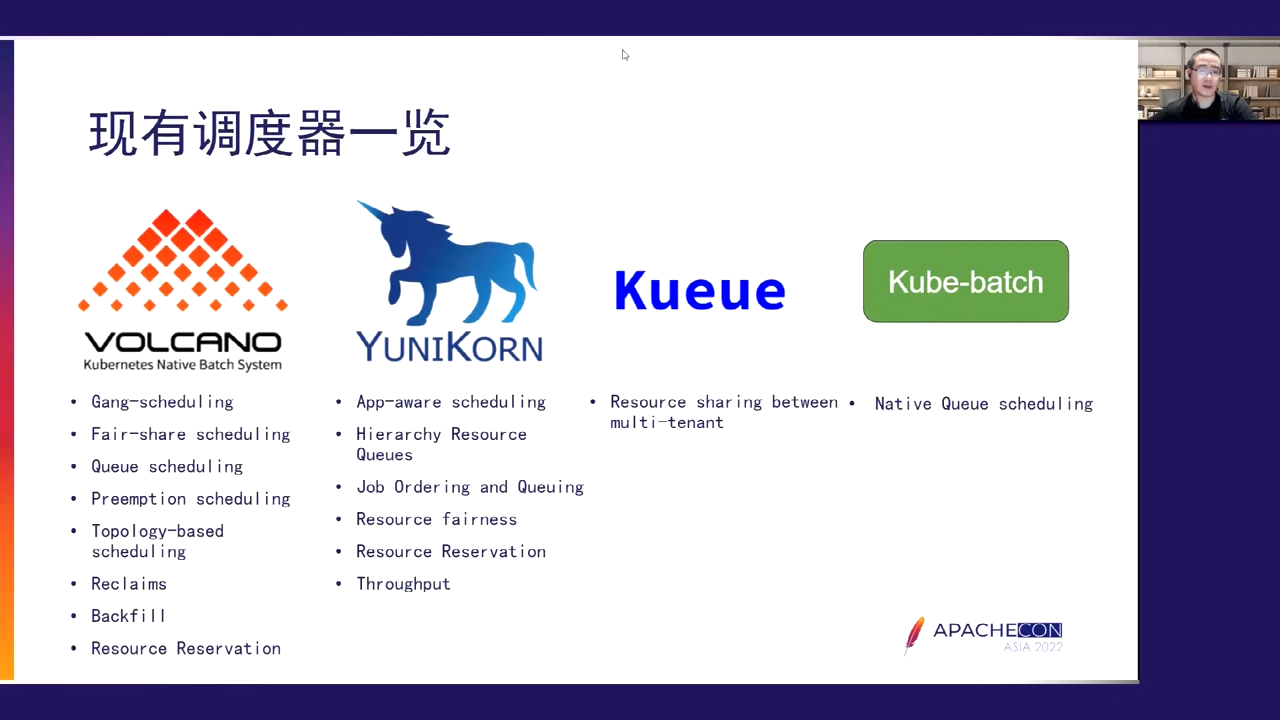 现有调度器一览
VOLCANO
Kubernetes Native Batch System
• Gang-scheduling
• Fair-share scheduling
• Queue scheduling
• Preemption scheduling
• Topology-based
scheduling
• Reclaims
• Backfill
• Resource Reservation
YUNIKORN
• App-aware scheduling
• Hierarchy Resource
Queues
• Job Ordering and Queuing
• Resource fairness
• Resource Reservation
• Throughput
Kueue
• Resource sharing between
multi-tenant
Kube-batch
• Native Queue scheduling
APACHECON
ASIA 2022